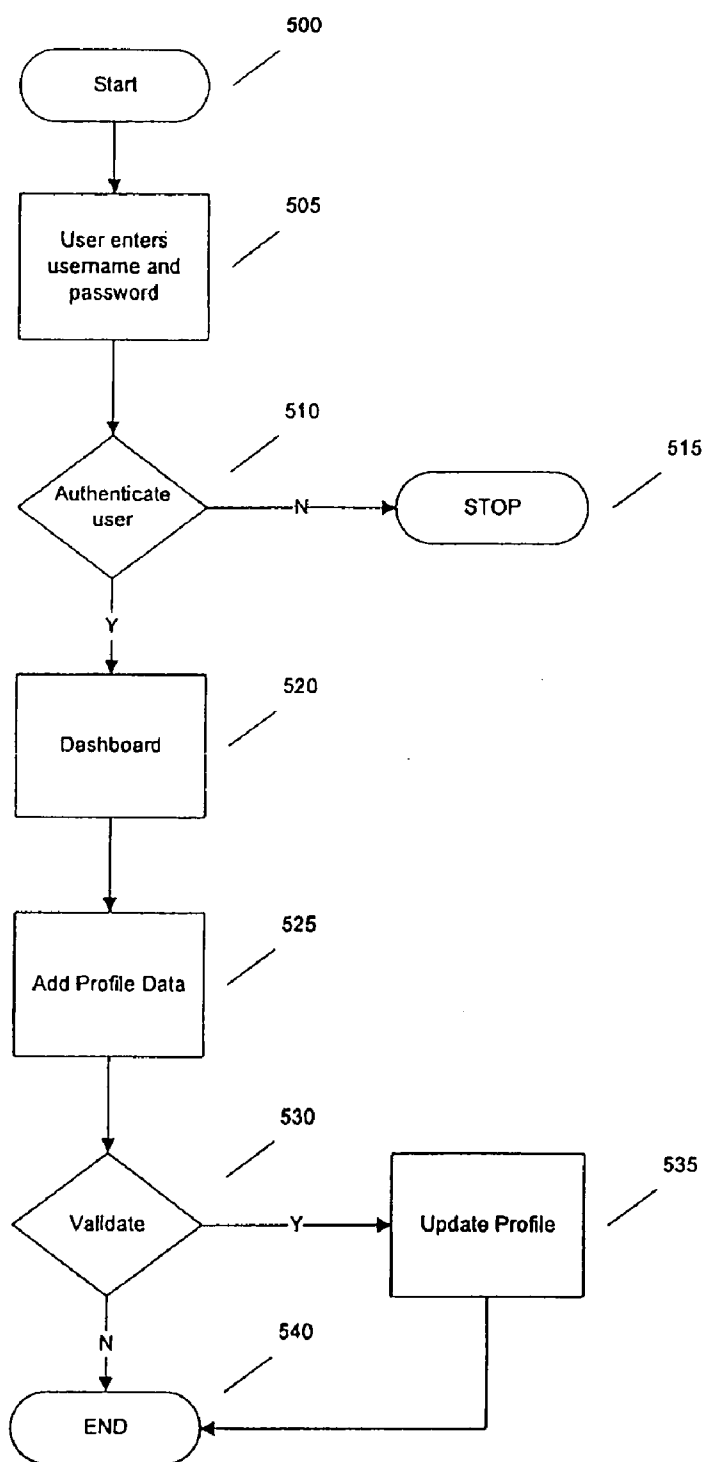 500
Start
505
User enters
username and
password
510
Authenticate
user
N
515
STOP
Y
520
Dashboard
525
Add Profile Data
530
Validate
Y
535
Update Profile
N
540
END